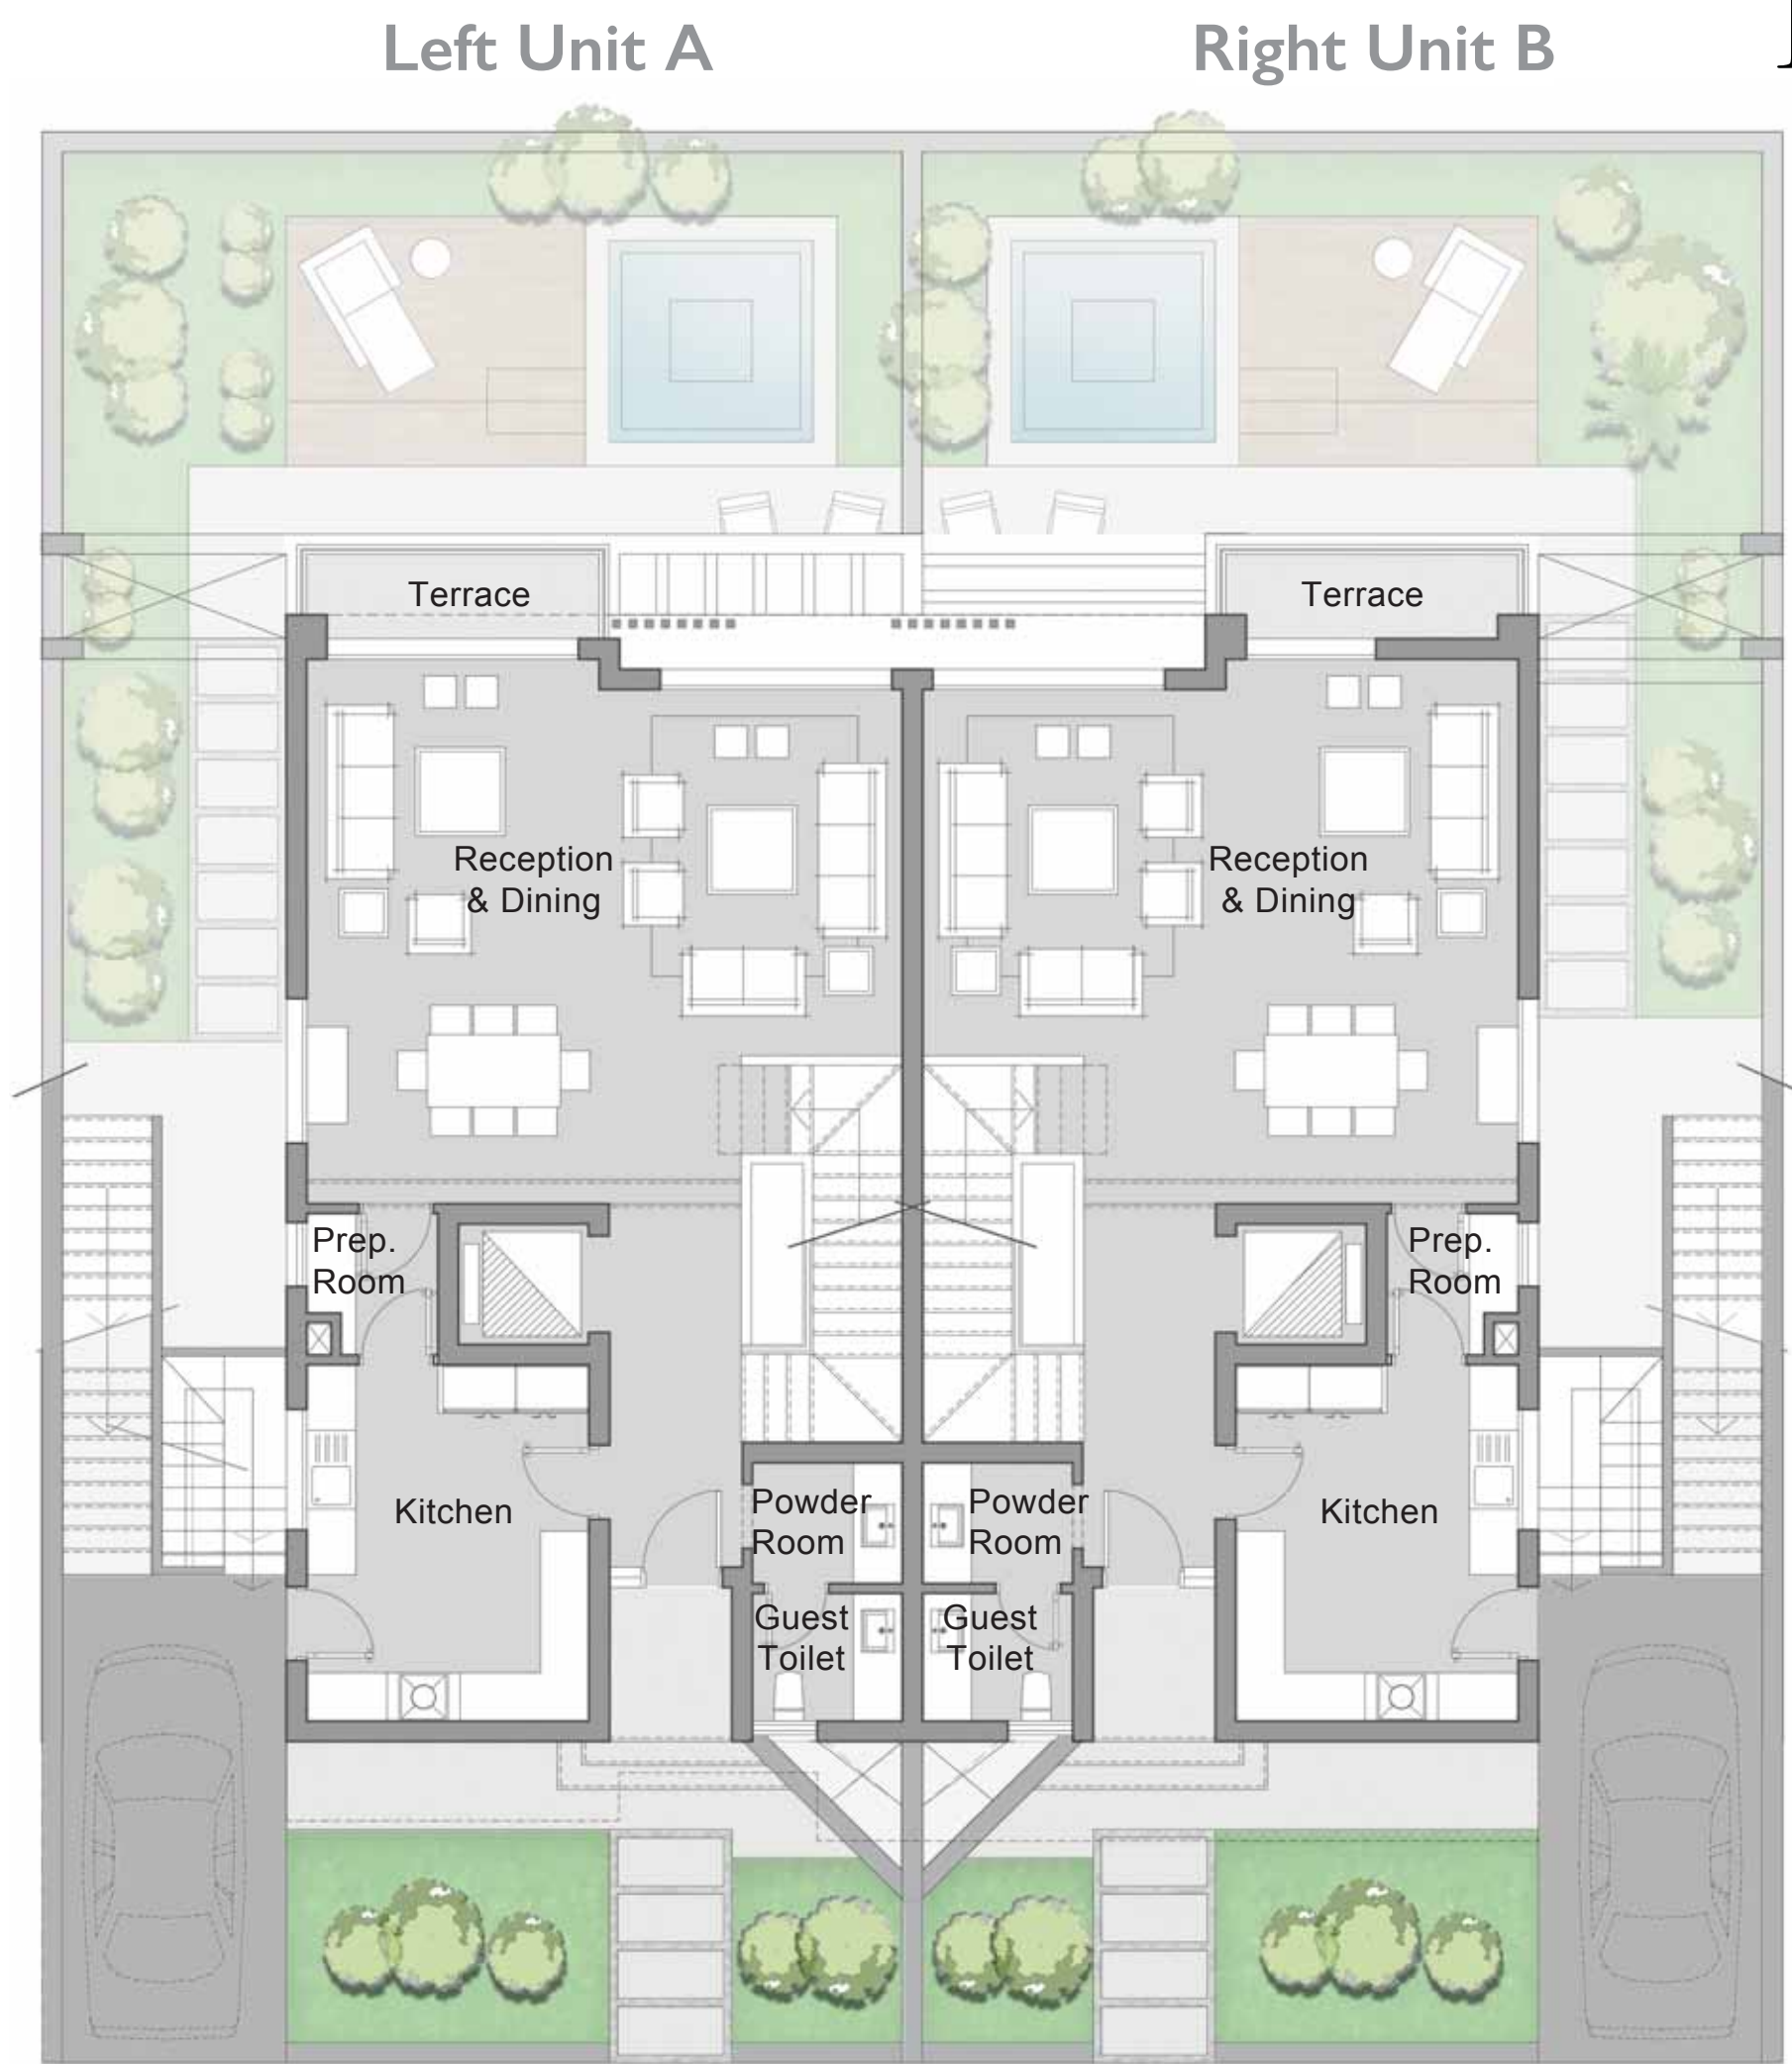 Left Unit A
Right Unit B
Terrace
Terrace
Reception
& Dining
Reception
& Dining
Prep.
Room
Prep.
Room
Kitchen
Powder
Room
Powder
Room
Kitchen
Guest
Toilet
Guest
Toilet